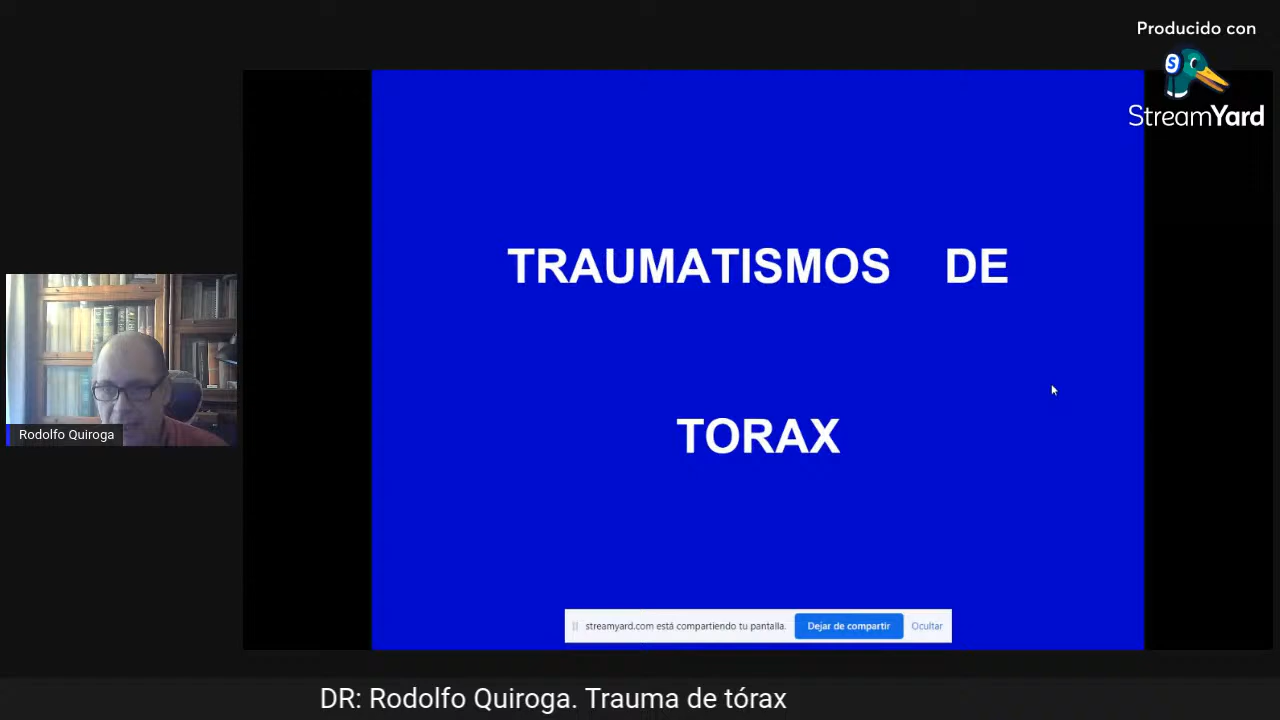 Producido con
S
StreamYard
TRAUMATISMOS DE
TORAX
Rodolfo Quiroga
streamyard.com está compartiendo tu pantalla.
Dejar de compartir
Ocultar
DR: Rodolfo Quiroga. Trauma de tórax